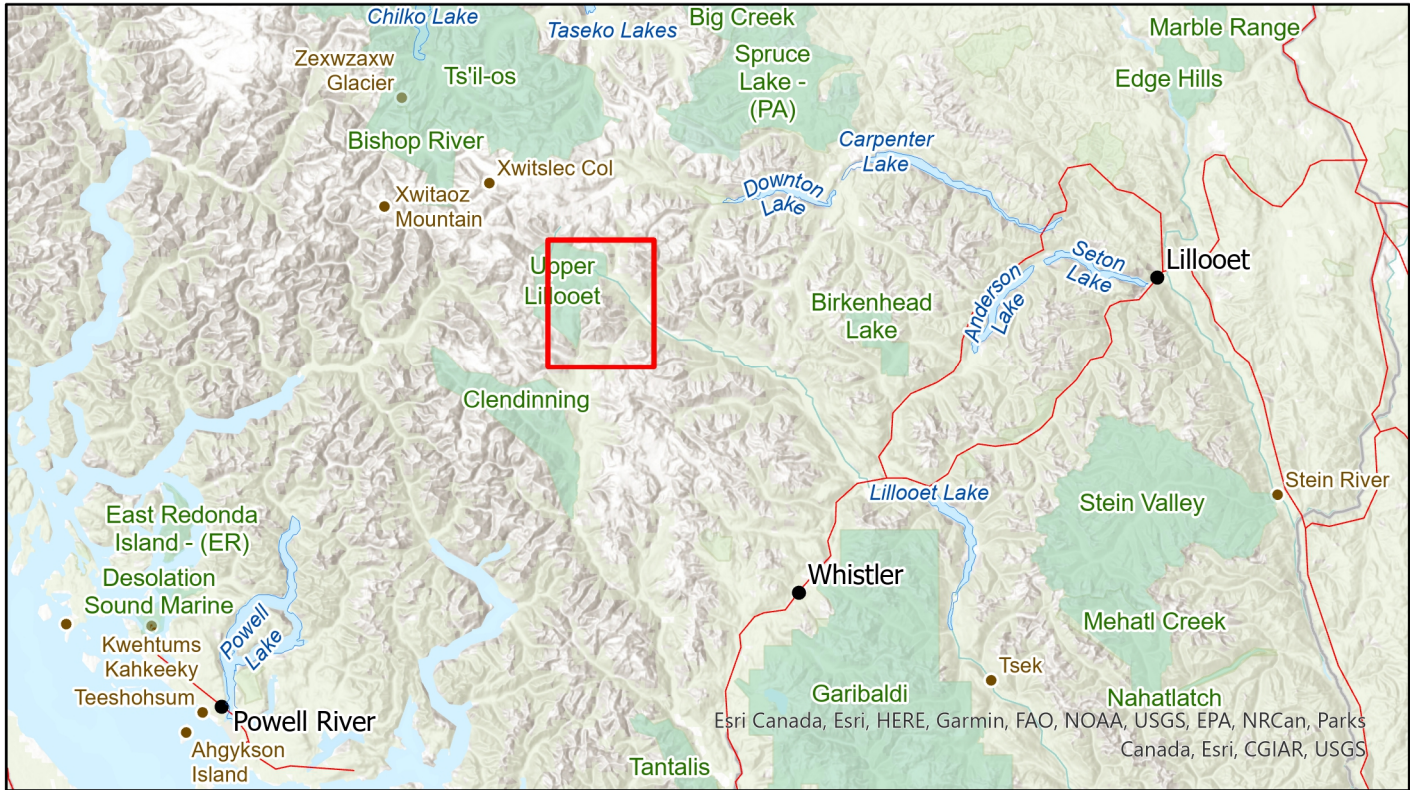 Chilko Lake
Taseko Lakes
Big Creek
Marble Range
Zexwzaxw
Glacier
Ts'il-os
Spruce
Lake -
(PA)
Edge Hills
Bishop River
Carpenter
Lake
Xwitslec Col
Xwitaoz
Mountain
Downton
Lake
Upper
Lillooet
Seton
Lake
Lillooet
Anderson
Lake
Birkenhead
Lake
Clendinning
Lillooet Lake
Stein River
Stein Valley
East Redonda
Island - (ER)
Desolation
Sound Marine
Whistler
Powell
Lake
Kwehtums
Kahkeeky
Mehatl Creek
Teeshohsum
Tsek
Garibaldi
Nahatlatch
Powell River
Ahgykson
Island
Tantalis
Esri Canada, Esri, HERE, Garmin, FAO, NOAA, USGS, EPA, NRCan, Parks
Canada, Esri, CGIAR, USGS